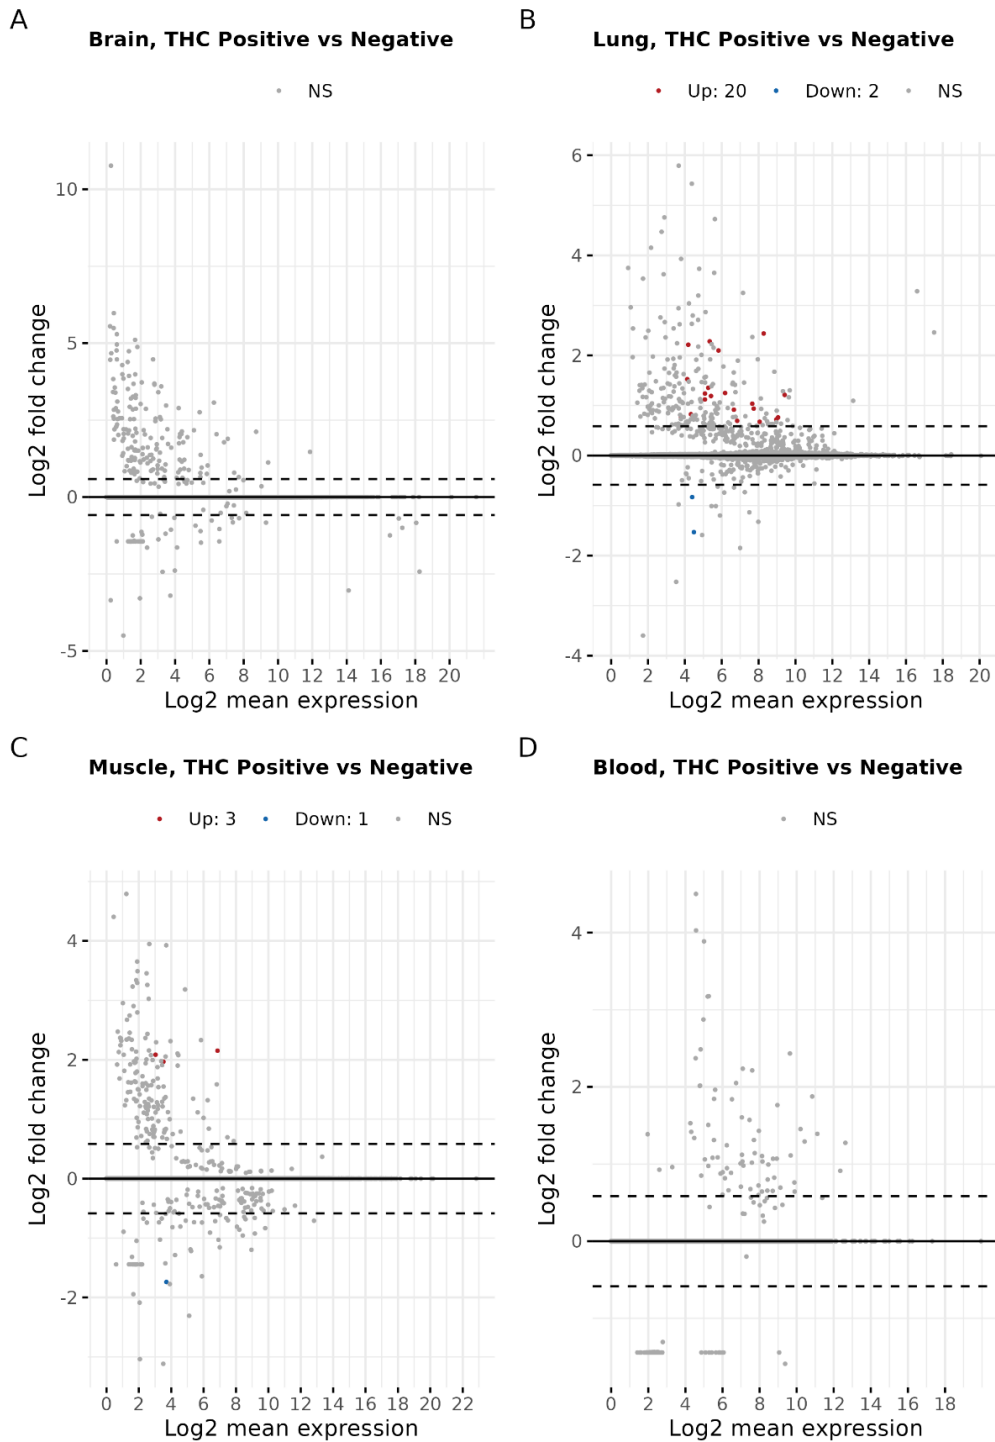 A
Brain, THC Positive vs Negative
NS
Log2 fold change
10
5
0
-5
0 2 4 6 8 10 12 14 16 18 20
Log2 mean expression
B
Lung, THC Positive vs Negative
Up: 20 Down: 2 NS
Log2 fold change
6
4
2
0
-2
-4
0 2 4 6 8 10 12 14 16 18 20
Log2 mean expression
C
Muscle, THC Positive vs Negative
Up: 3 Down: 1 NS
Log2 fold change
4
2
0
-2
0 2 4 6 8 10 12 14 16 18 20 22
Log2 mean expression
D
Blood, THC Positive vs Negative
NS
Log2 fold change
4
2
0
0 2 4 6 8 10 12 14 16 18
Log2 mean expression